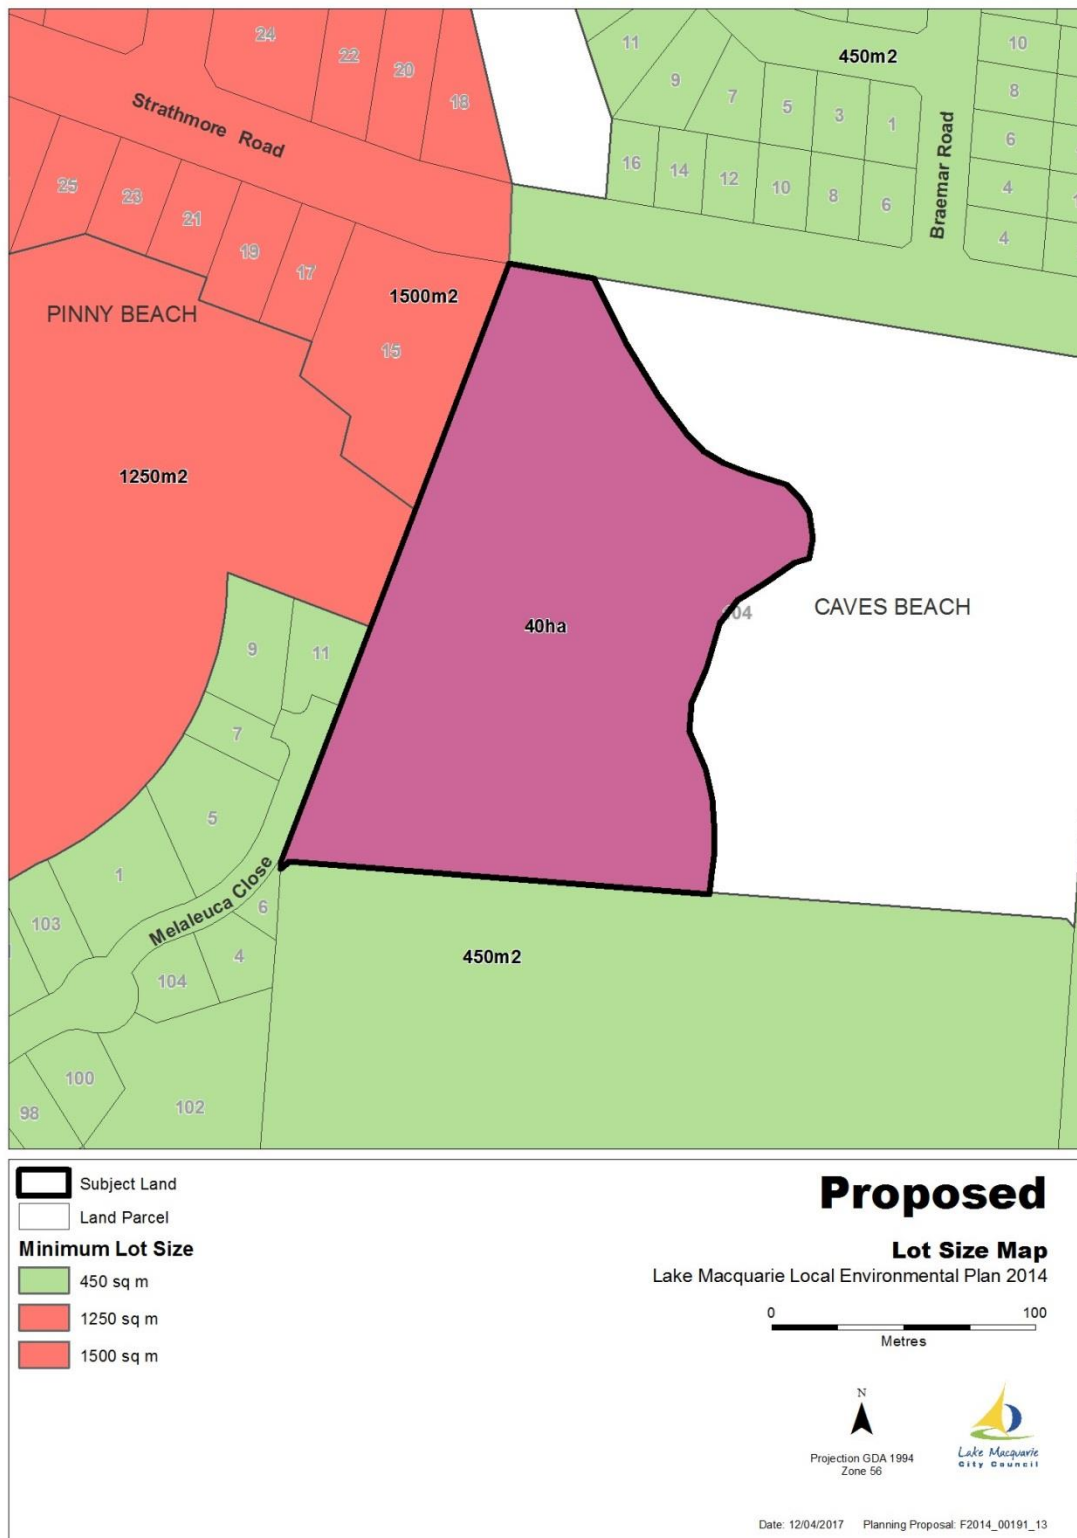 24
22
20
18
11
9
7
5
3
1
450m2
10
8
6
4
4
Strathmore Road
16
14
12
10
8
6
Braemar Road
25
23
21
19
17
15
1500m2
PINNY BEACH
1250m2
40ha
CAVES BEACH
9
11
7
5
1
103
Melaleuca Close
6
4
104
450m2
100
98
102
Subject Land
Land Parcel
Minimum Lot Size
450 sq m
1250 sq m
1500 sq m
Proposed
Lot Size Map
Lake Macquarie Local Environmental Plan 2014
0 100
Metres
N
Projection GDA 1994
Zone 56
Lake Macquarie
City Council
Date: 12/04/2017 Planning Proposal: F2014_00191_13